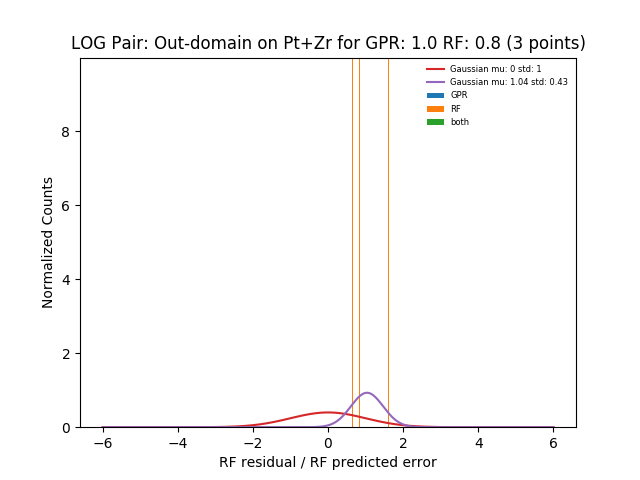 LOG Pair: Out-domain on Pt+Zr for GPR: 1.0 RF: 0.8 (3 points)
Gaussian mu: 0 std: 1
Gaussian mu: 1.04 std: 0.43
GPR
RF
both
Normalized Counts
8
6
4
2
0
−6 −4 −2 0 2 4 6
RF residual / RF predicted error